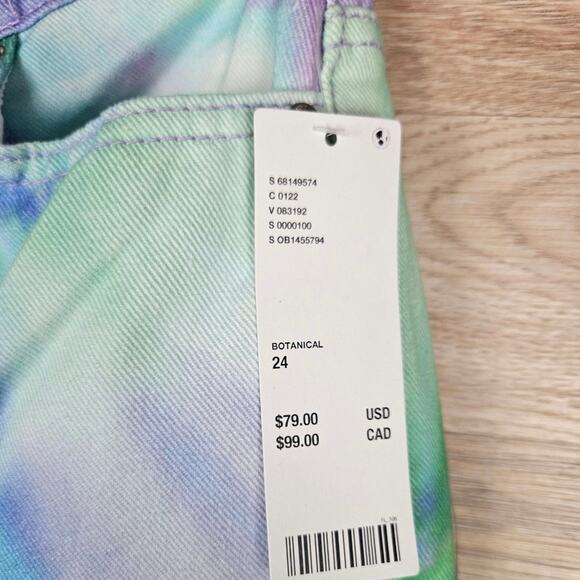 S 68149574
C 0122
V 083192
S 0000100
S OB1455794
BOTANICAL
24
$79.00 USD
$99.00 CAD